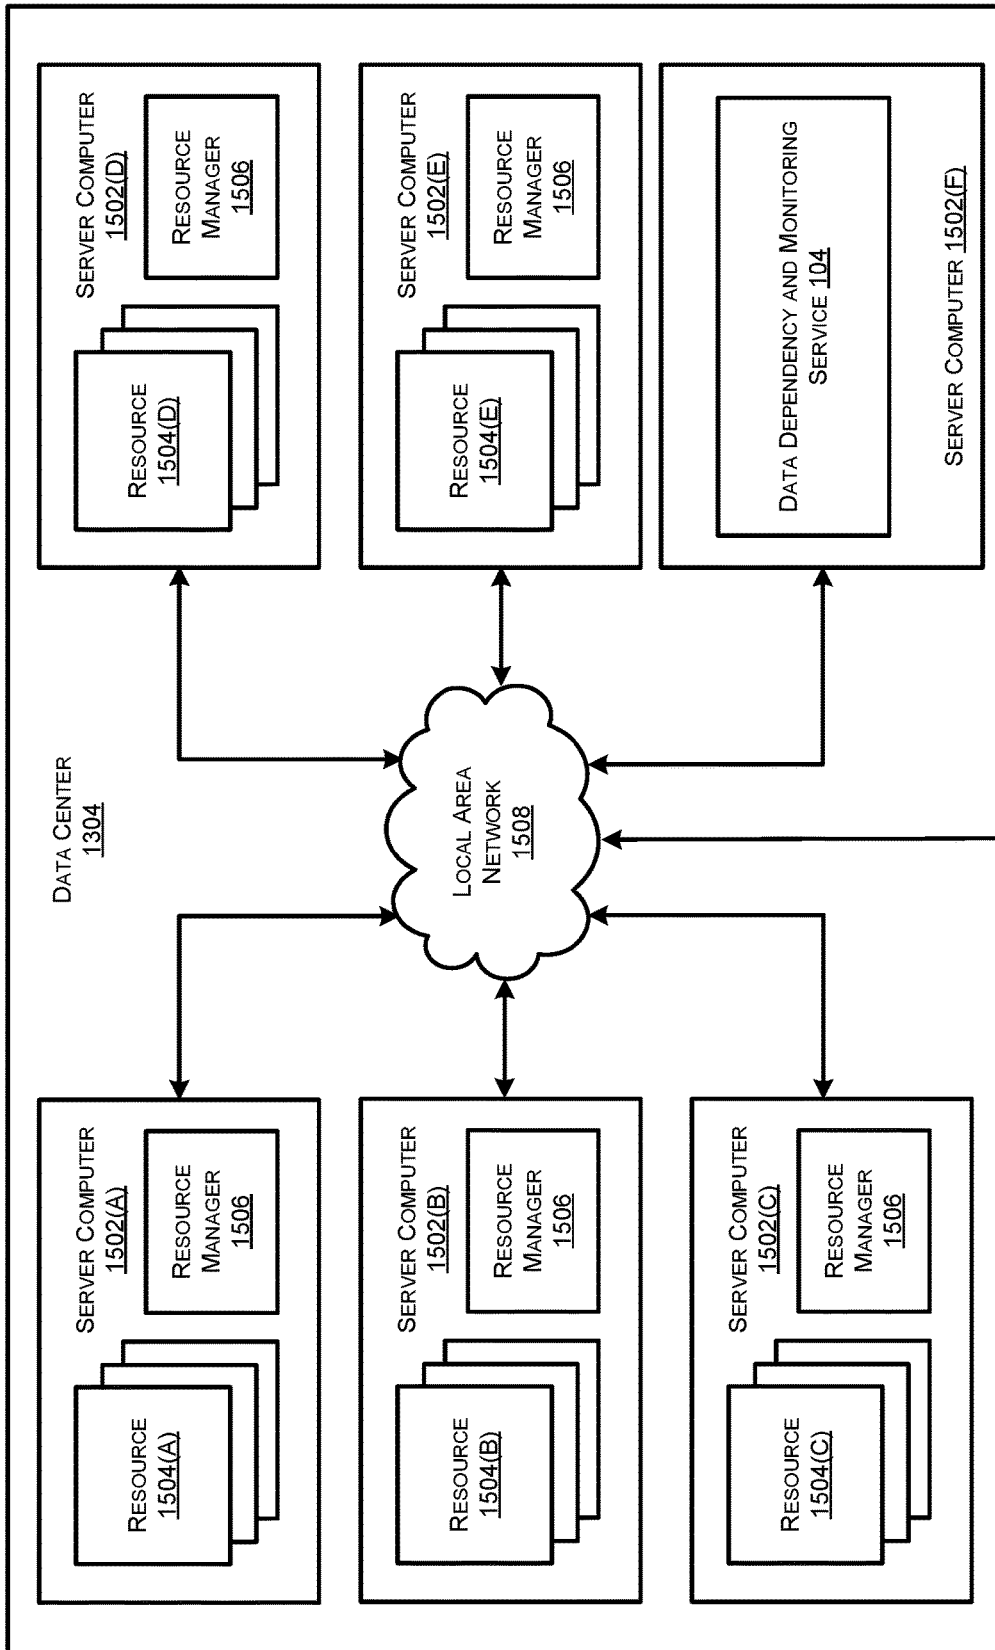 DATA CENTER
1304
SERVER COMPUTER
1502(A)
RESOURCE
1504(A)
RESOURCE
MANAGER
1506
SERVER COMPUTER
1502(B)
RESOURCE
1504(B)
RESOURCE
MANAGER
1506
SERVER COMPUTER
1502(C)
RESOURCE
1504(C)
RESOURCE
MANAGER
1506
LOCAL AREA
NETWORK
1508
SERVER COMPUTER
1502(D)
RESOURCE
1504(D)
RESOURCE
MANAGER
1506
SERVER COMPUTER
1502(E)
RESOURCE
1504(E)
RESOURCE
MANAGER
1506
DATA DEPENDENCY AND MONITORING
SERVICE 104
SERVER COMPUTER 1502(F)